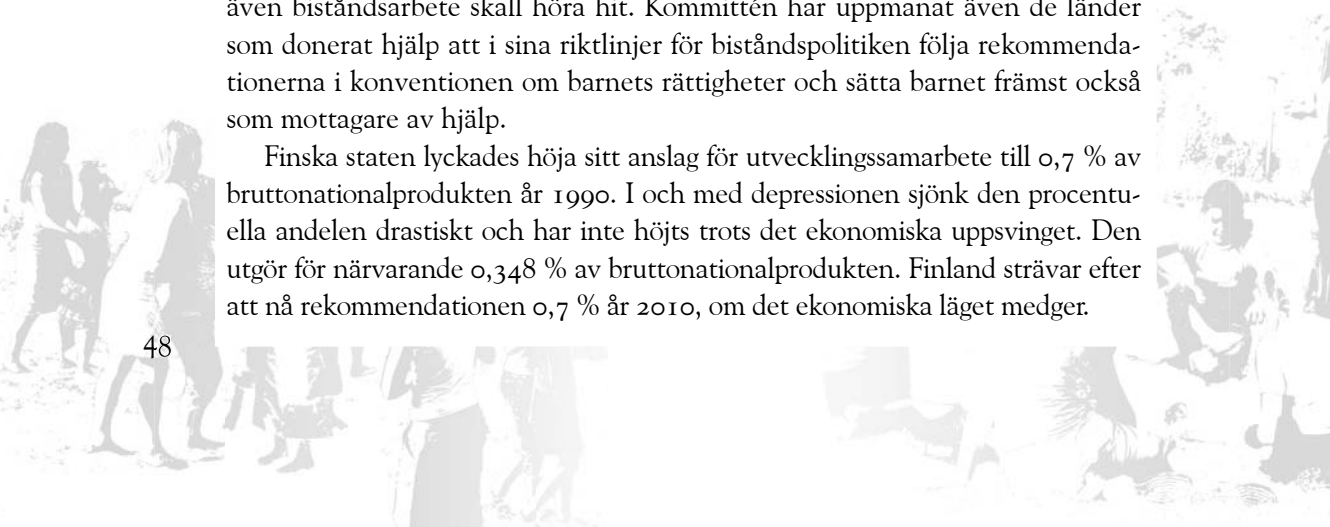 även biståndsarbete skall höra hit. Kommittén har uppmanat även de länder
som donerat hjälp att i sina riktlinjer för biståndspolitiken följa rekommenda-
tionerna i konventionen om barnets rättigheter och sätta barnet främst också
som mottagare av hjälp.
Finska staten lyckades höja sitt anslag för utvecklingssamarbete till 0,7 % av
bruttonationalprodukten år 1990. I och med depressionen sjönk den procentu-
ella andelen drastiskt och har inte höjts trots det ekonomiska uppsvinget. Den
utgör för närvarande 0,348 % av bruttonationalprodukten. Finland strävar efter
att nå rekommendationen 0,7 % år 2010, om det ekonomiska läget medger.
48